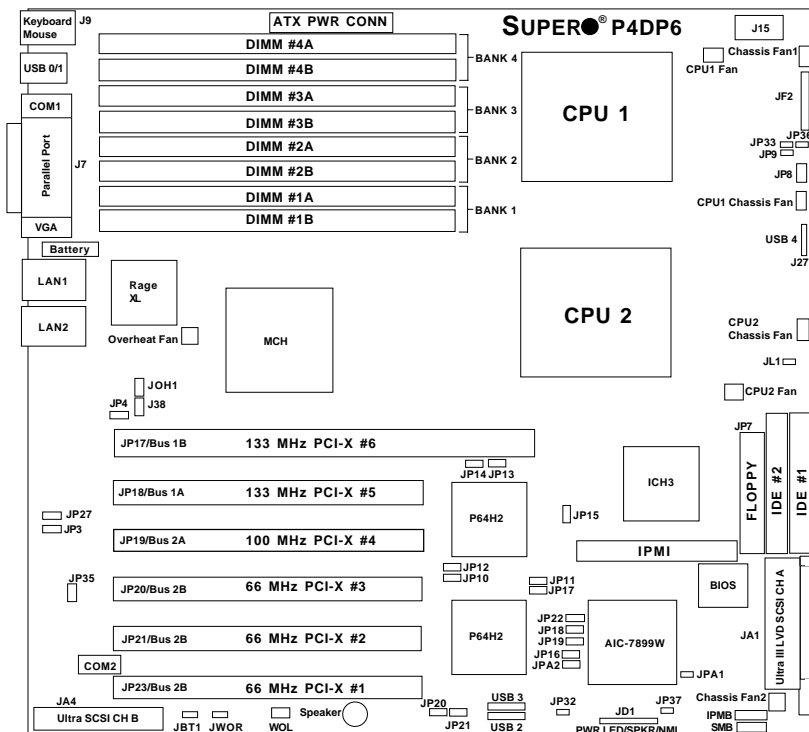 Keyboard
Mouse
J9
ATX PWR CONN
SUPER® P4DP6
J15
Chassis Fan1
CPU1 Fan
USB 0/1
DIMM #4A
DIMM #4B
BANK 4
DIMM #3A
DIMM #3B
BANK 3
DIMM #2A
DIMM #2B
BANK 2
DIMM #1A
DIMM #1B
BANK 1
COM1
Parallel Port
J7
VGA
Battery
CPU 1
JF2
JP36
JP33
JP9
JP8
CPU1 Chassis Fan
USB 4
J27
LAN1
LAN2
Rage
XL
Overheat Fan
MCH
CPU 2
CPU2
Chassis Fan
JL1
CPU2 Fan
JOH1
JP4
J38
JP7
FLOPPY
IDE #2
IDE #1
JP17/Bus 1B 133 MHz PCI-X #6
JP14
JP13
ICH3
JP18/Bus 1A 133 MHz PCI-X #5
P64H2
JP15
JP27
JP3
JP19/Bus 2A 100 MHz PCI-X #4
IPMI
JP12
JP10
JP11
JP17
BIOS
JP35
JP20/Bus 2B 66 MHz PCI-X #3
P64H2
JP22
JP18
JP19
JP16
JPA2
AIC-7899W
JA1
Ultra III LVD SCSI CH A
JP21/Bus 2B 66 MHz PCI-X #2
COM2
JPA1
JP23/Bus 2B 66 MHz PCI-X #1
JA4
Ultra SCSI CH B
JBT1
JWOR
WOL
Speaker
JP20
JP21
USB 3
USB 2
JP32
JD1
PWR LED/SPKR/NMI
JP37
Chassis Fan2
IPMB
SMB